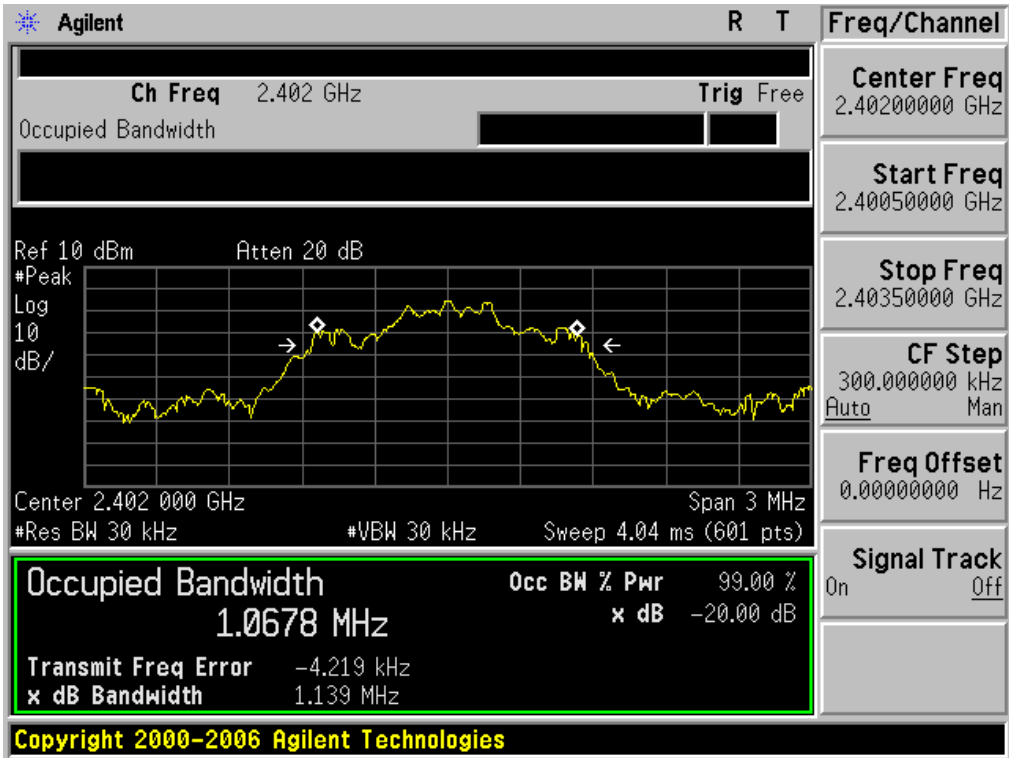 Agilent R T Freq/Channel
Ch Freq 2.402 GHz Trig Free
Occupied Bandwidth
Center Freq
2.40200000 GHz
Start Freq
2.40050000 GHz
Stop Freq
2.40350000 GHz
CF Step
300.000000 kHz
Auto Man
Freq Offset
0.00000000 Hz
Signal Track
On Off
Ref 10 dBm Atten 20 dB
#Peak
Log
10
dB/
Center 2.402 000 GHz Span 3 MHz
#Res BW 30 kHz #VBW 30 kHz Sweep 4.04 ms (601 pts)
Occupied Bandwidth Occ BW % Pwr 99.00 %
1.0678 MHz x dB -20.00 dB
Transmit Freq Error -4.219 kHz
x dB Bandwidth 1.139 MHz
Copyright 2000-2006 Agilent Technologies